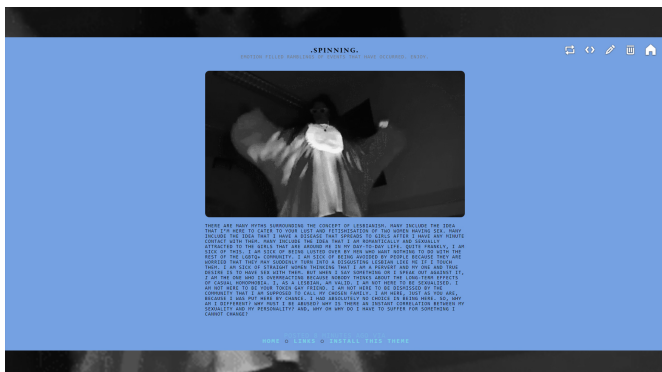 .SPINNING.
THERE ARE MANY MYTHS SURROUNDING THE CONCEPT OF LESBIANISM. MANY INCLUDE THE IDEA
THAT I'M HERE TO CATER TO YOUR LUST AND FETISHISATION OF TWO WOMEN HAVING SEX. MANY
INCLUDE THE IDEA THAT I HAVE A DISEASE THAT SPREADS TO GIRLS AFTER I HAVE ANY MINUTE
CONTACT WITH THEM. MANY INCLUDE THE IDEA THAT I AM ROMANTICALLY AND SEXUALLY
ATTRACTED TO THE GIRLS THAT ARE AROUND ME IN MY DAY-TO-DAY LIFE. QUITE FRANKLY, I AM
SICK OF THIS. I AM SICK OF BEING LUSTED OVER BY MEN WHO WANT NOTHING TO DO WITH THE
REST OF THE LGBTQ+ COMMUNITY. I AM SICK OF BEING AVOIDED BY PEOPLE BECAUSE THEY ARE
WORRIED THAT THEY MAY SUDDENLY TURN INTO A DISGUSTING LESBIAN LIKE ME IF I TOUCH
THEM. I AM SICK OF STRAIGHT WOMEN THINKING THAT I AM A PERVERT AND MY ONE AND TRUE
DESIRE IS TO HAVE SEX WITH THEM. BUT WHEN I SAY SOMETHING OR I SPEAK OUT AGAINST IT,
I AM THE ONE WHO IS OVERREACTING BECAUSE NOBODY THINKS ABOUT THE LONG-TERM EFFECTS
OF CASUAL HOMOPHOBIA. I, AS A LESBIAN, AM VALID. I AM NOT HERE TO BE SEXUALISED. I
AM NOT HERE TO BE YOUR TOKEN GAY FRIEND. I AM NOT HERE TO BE DISMISSED BY THE
COMMUNITY THAT I AM SUPPOSED TO CALL MY CHOSEN FAMILY. I AM HERE, JUST AS YOU ARE,
BECAUSE I WAS PUT HERE BY CHANCE. I HAD ABSOLUTELY NO CHOICE IN BEING HERE. SO, WHY
AM I DIFFERENT? WHY MUST I BE ABUSED? WHY IS THERE AN INSTANT CORRELATION BETWEEN MY
SEXUALITY AND MY PERSONALITY? AND, WHY OH WHY DO I HAVE TO SUFFER FOR SOMETHING I
CANNOT CHANGE?
HOME // LINKS // INSTALL THIS THEME